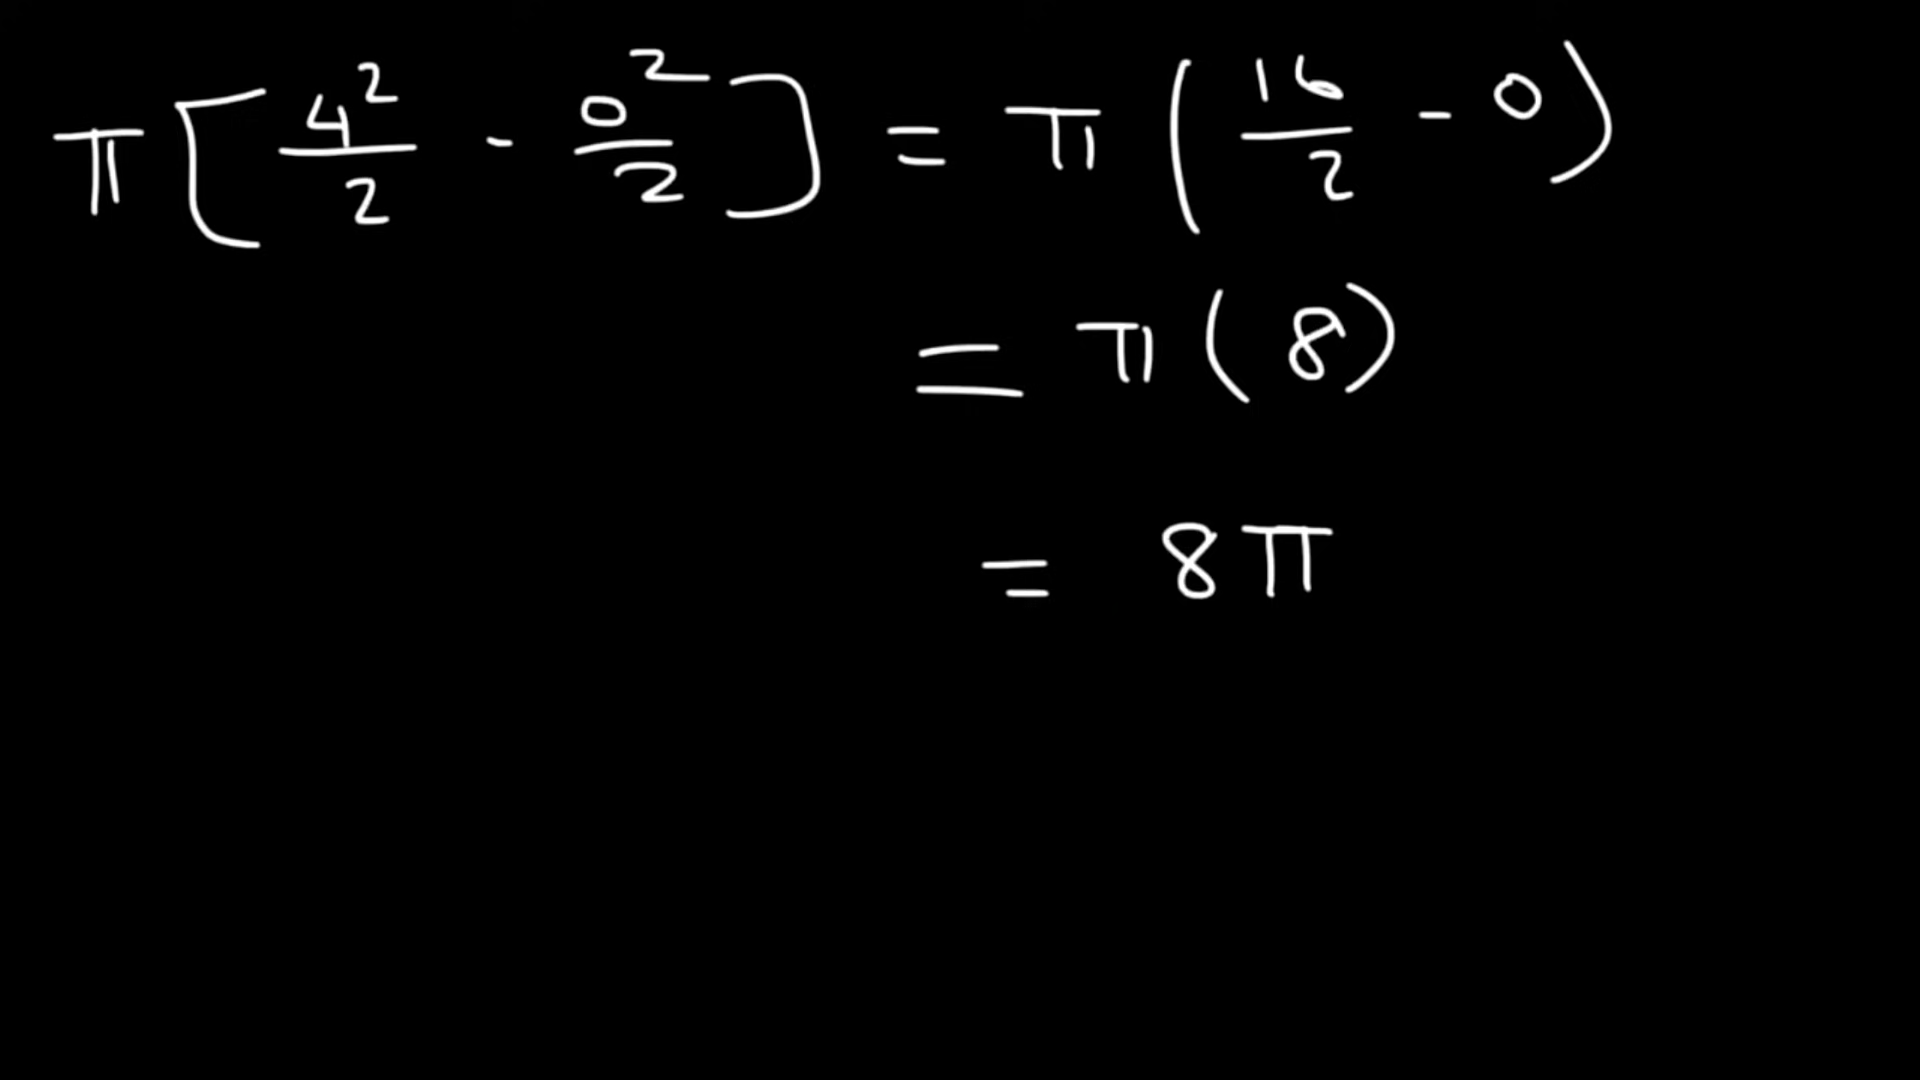 π[4²/2 - 0²/2] = π(16/2 - 0)
= π(8)
= 8π